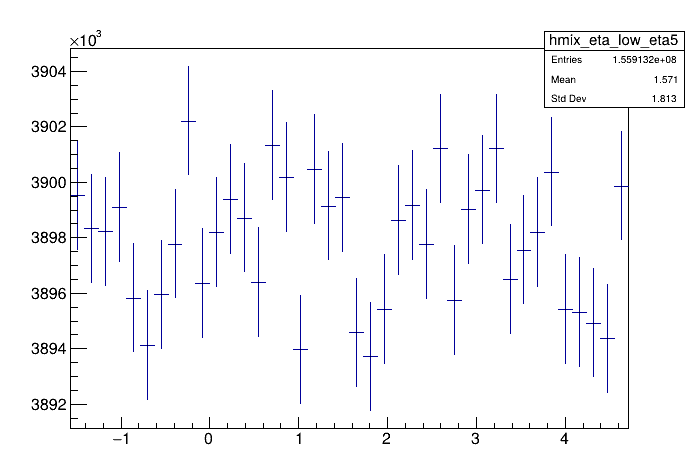 ×10³
hmix_eta_low_eta5
Entries 1.559132e+08
Mean 1.571
Std Dev 1.813
3904
3902
3900
3898
3896
3894
3892
−1 0 1 2 3 4